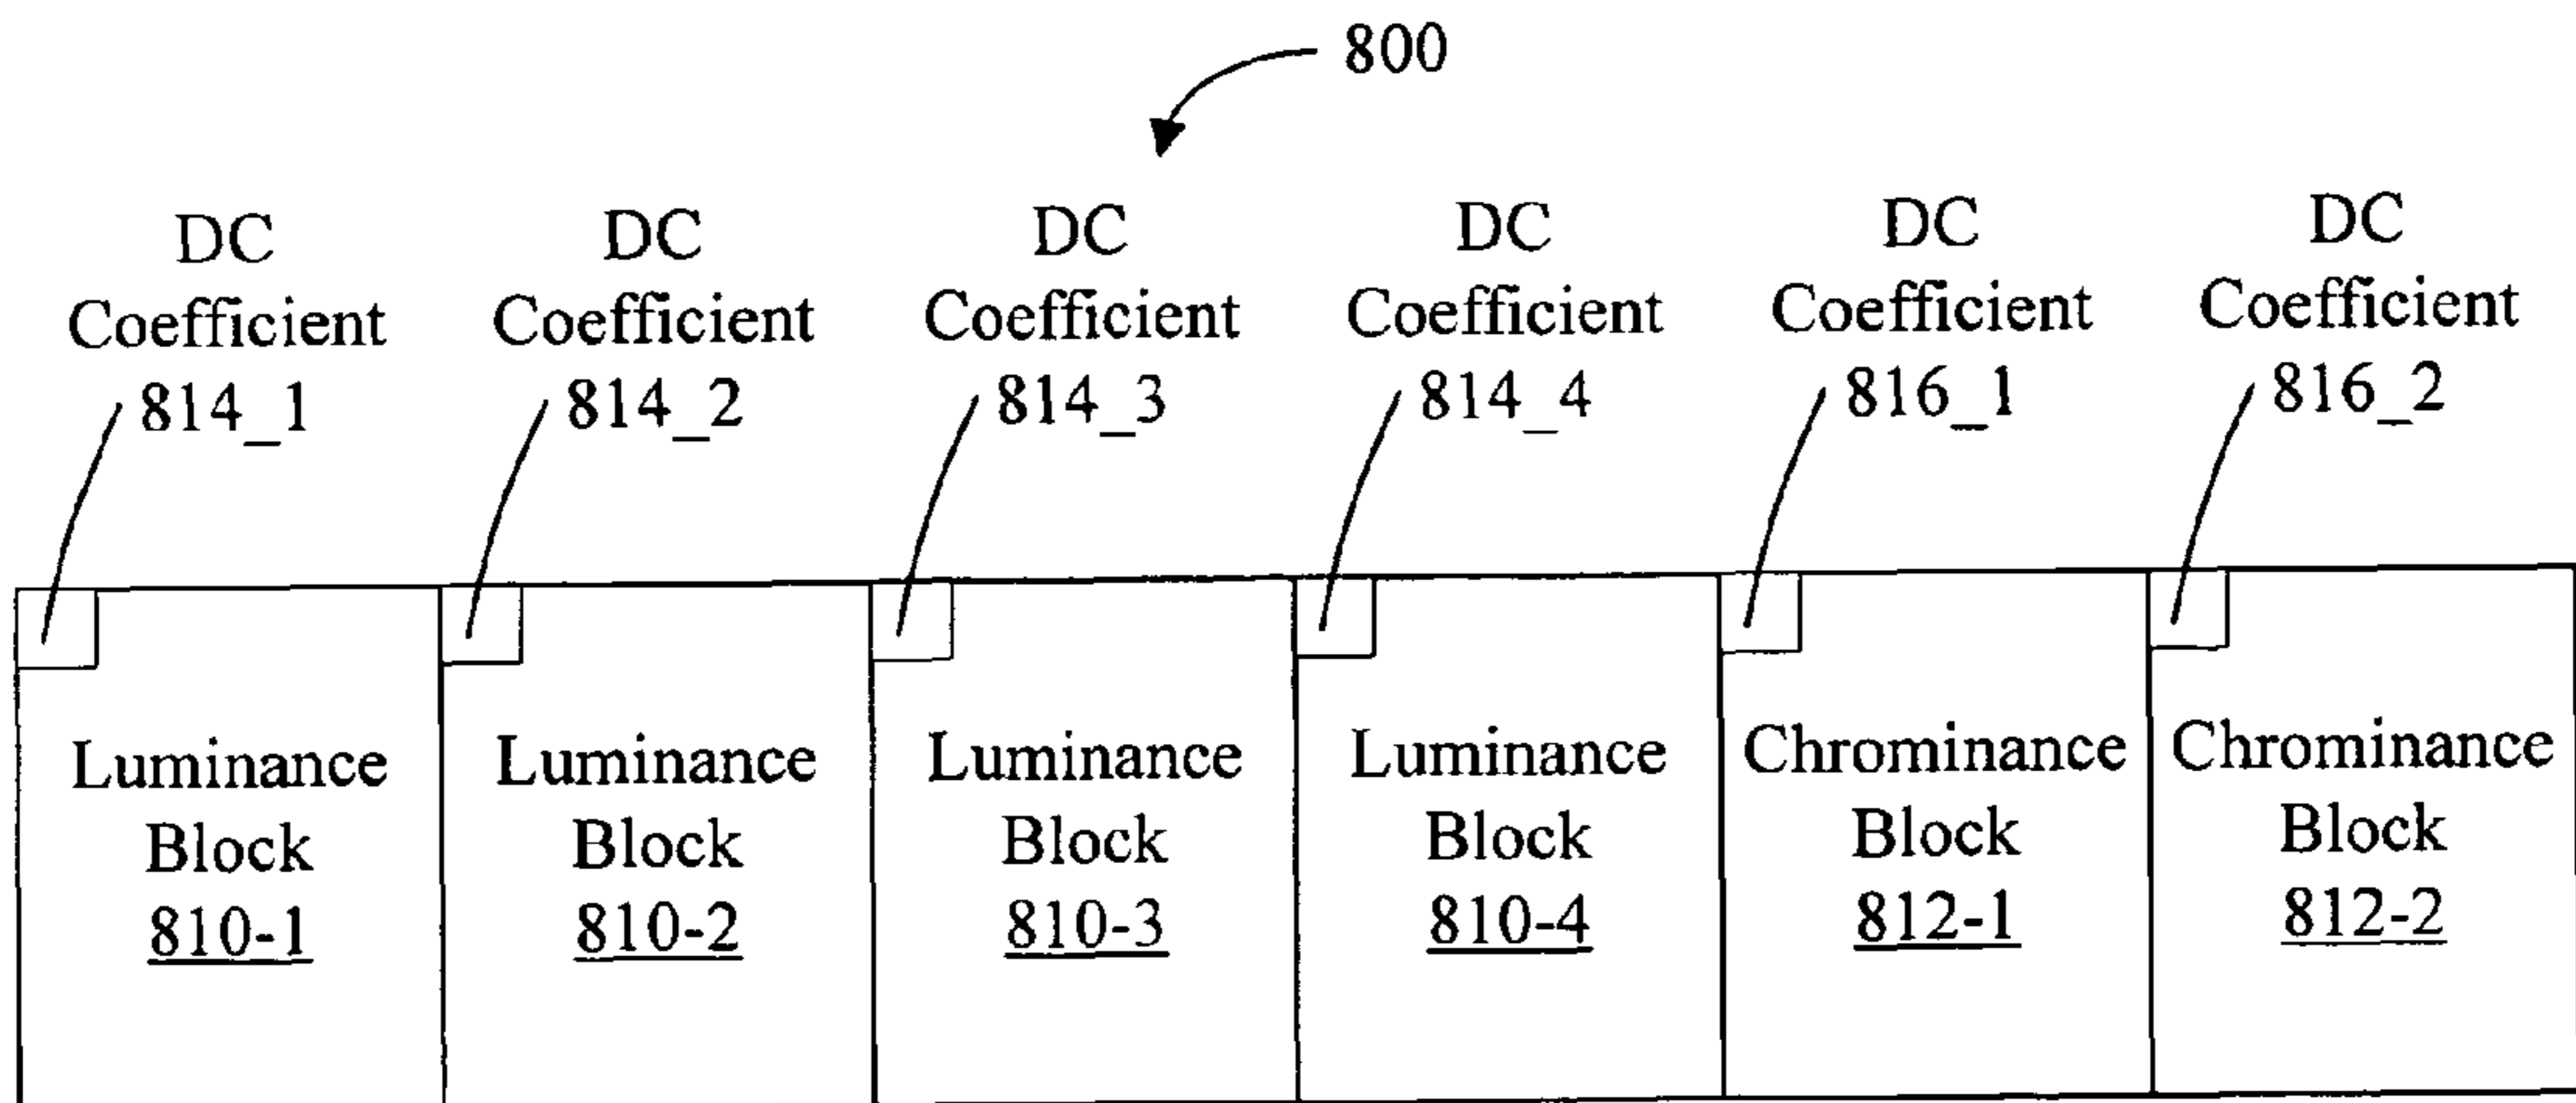 800
DC
Coefficient
814_1
DC
Coefficient
814_2
DC
Coefficient
814_3
DC
Coefficient
814_4
DC
Coefficient
816_1
DC
Coefficient
816_2
Luminance
Block
810-1
Luminance
Block
810-2
Luminance
Block
810-3
Luminance
Block
810-4
Chrominance
Block
812-1
Chrominance
Block
812-2